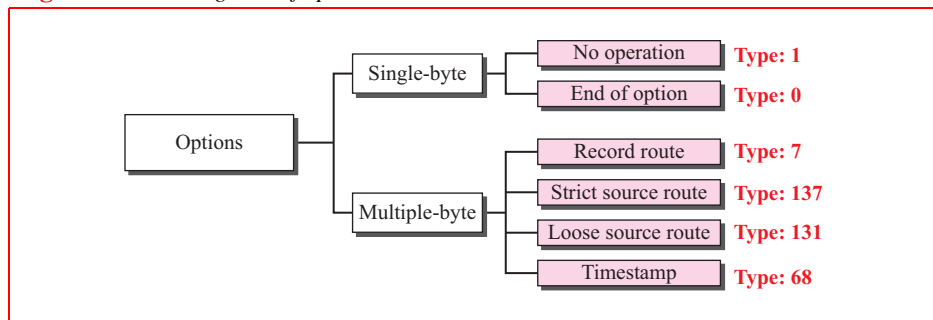 No operation Type: 1
Single-byte
End of option Type: 0
Options
Record route Type: 7
Strict source route Type: 137
Multiple-byte
Loose source route Type: 131
Timestamp Type: 68